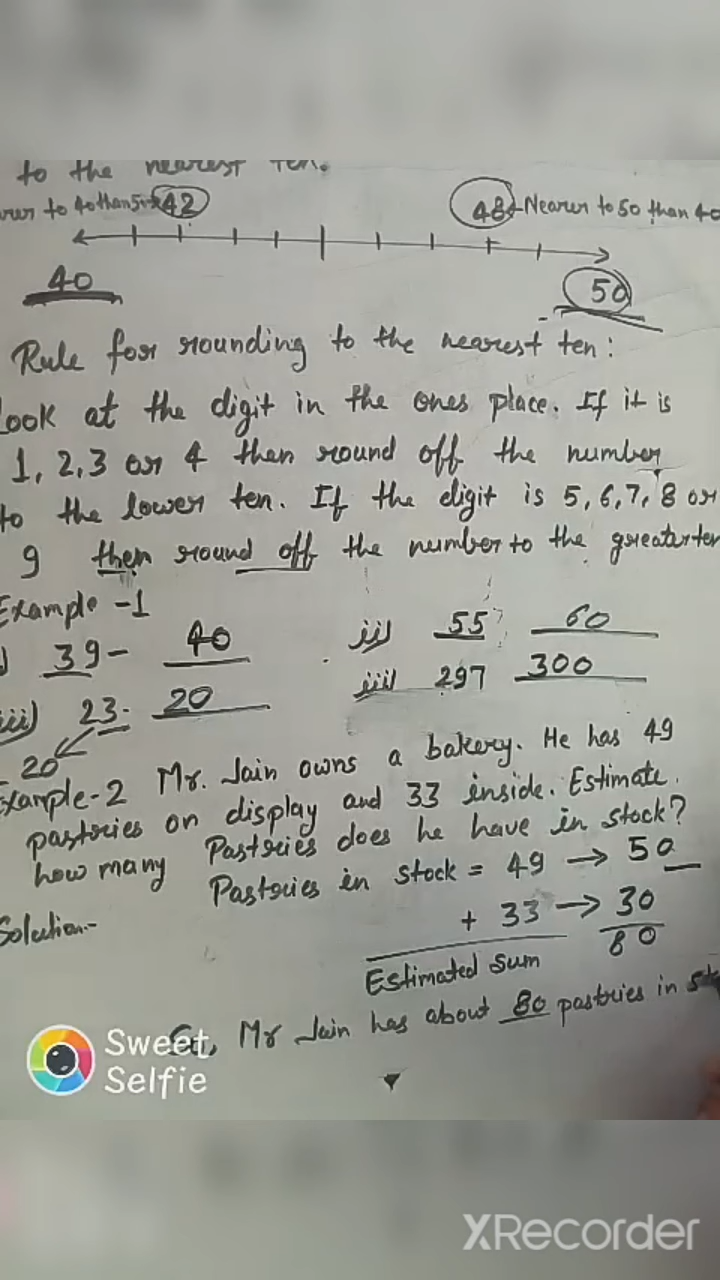 to the nearest ten.
to 40 than 50 42
48 Nearer to 50 than 40
40
50
Rule for rounding to the nearest ten:
Look at the digit in the ones place. If it is
1, 2, 3 or 4 then round off the number
to the lower ten. If the digit is 5, 6, 7, 8 or
9 then round off the number to the greater ten
Example -1
39- 40 ii) 55 60
iii) 23- 20 iiii) 297 300
20
Example-2 Mr. Jain owns a bakery. He has 49
pastries on display and 33 inside. Estimate
how many Pastries does he have in stock?
Solution- Pastries in stock = 49 → 50
+ 33 → 30
Estimated sum 80
So, Mr Jain has about 80 pastries in
Sweet
Selfie
XRecorder